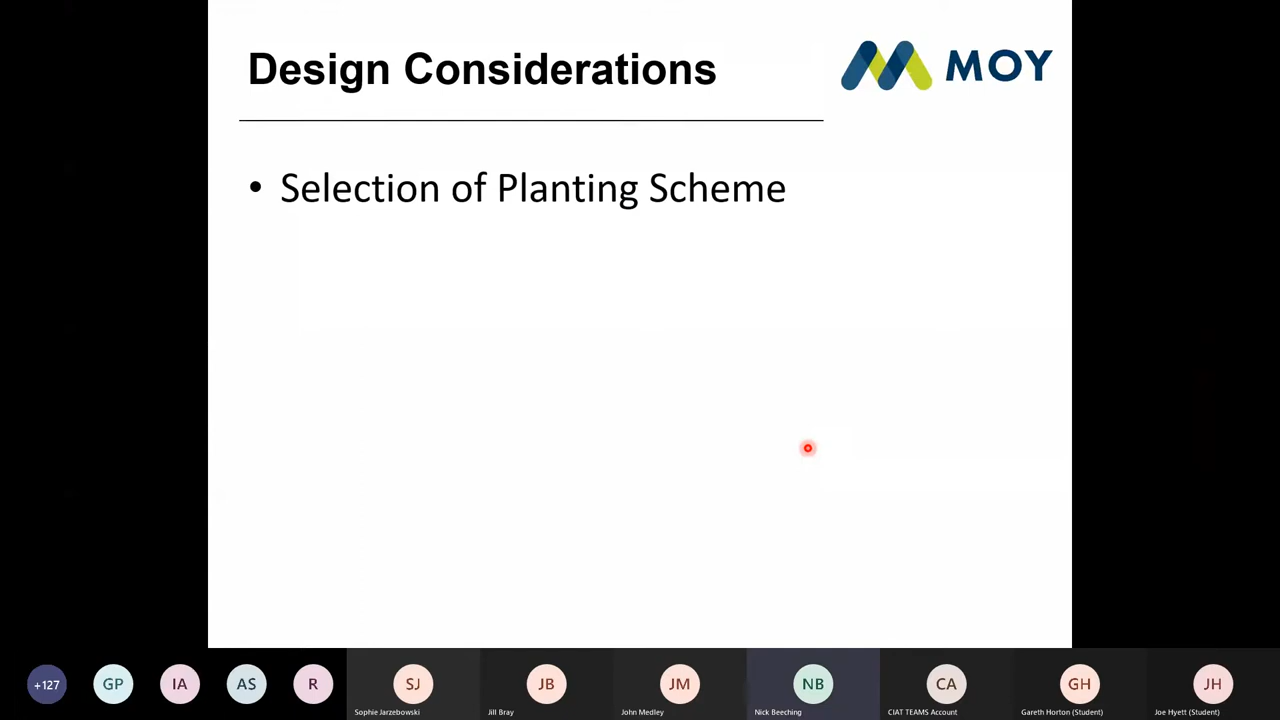 Design Considerations
MOY
• Selection of Planting Scheme
+127
GP
IA
AS
R
SJ
JB
JM
NB
CA
GH
JH
Sophie Jarzebowski
Jill Bray
John Medley
Nick Beeching
CIAT TEAMS Account
Gareth Horton (Student)
Joe Hyett (Student)